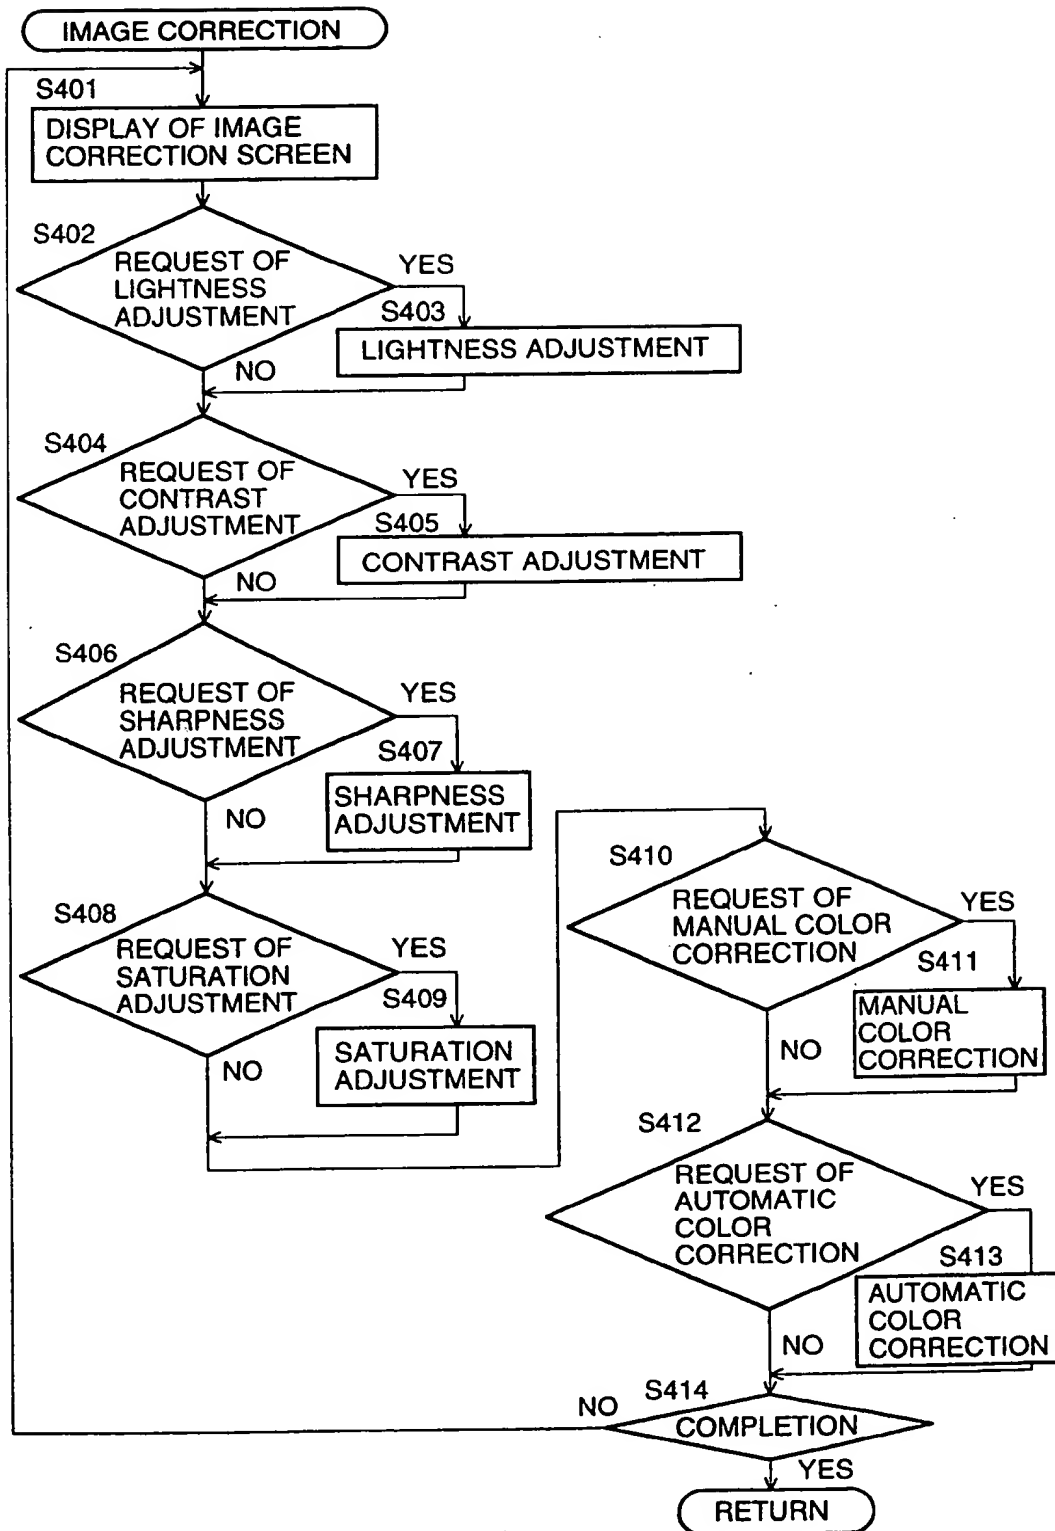 IMAGE CORRECTION
S401
DISPLAY OF IMAGE
CORRECTION SCREEN
S402
REQUEST OF
LIGHTNESS
ADJUSTMENT
YES
S403
LIGHTNESS ADJUSTMENT
NO
S404
REQUEST OF
CONTRAST
ADJUSTMENT
YES
S405
CONTRAST ADJUSTMENT
NO
S406
REQUEST OF
SHARPNESS
ADJUSTMENT
YES
S407
SHARPNESS
ADJUSTMENT
NO
S408
REQUEST OF
SATURATION
ADJUSTMENT
YES
S409
SATURATION
ADJUSTMENT
NO
S410
REQUEST OF
MANUAL COLOR
CORRECTION
YES
S411
MANUAL
COLOR
CORRECTION
NO
S412
REQUEST OF
AUTOMATIC
COLOR
CORRECTION
YES
S413
AUTOMATIC
COLOR
CORRECTION
NO
S414
COMPLETION
NO
YES
RETURN